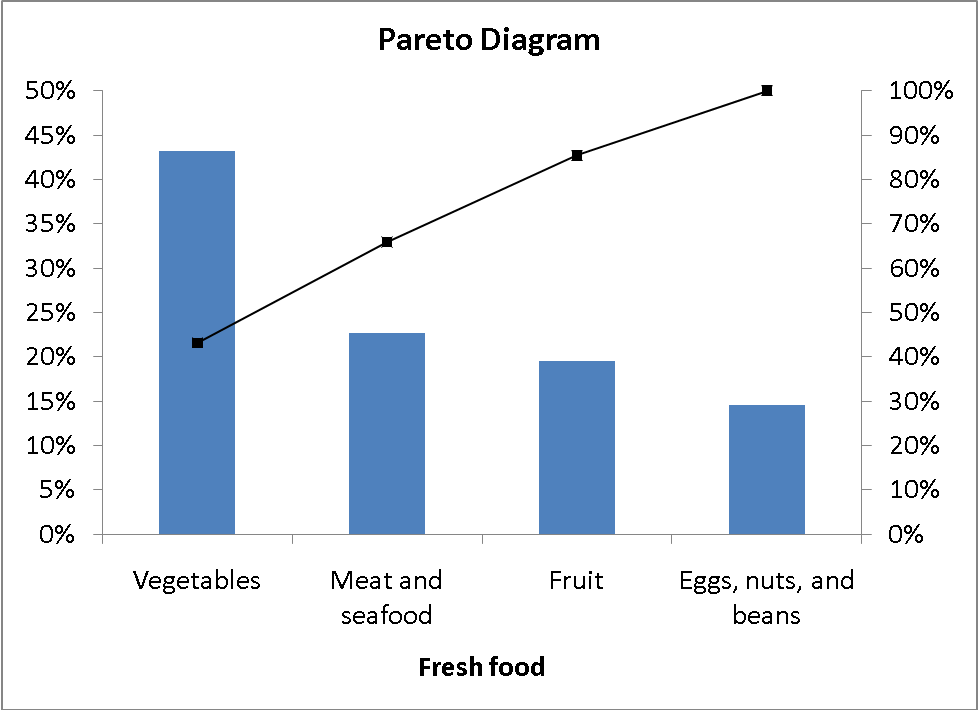 Pareto Diagram
50%
45%
40%
35%
30%
25%
20%
15%
10%
5%
0%
100%
90%
80%
70%
60%
50%
40%
30%
20%
10%
0%
Vegetables
Meat and
seafood
Fruit
Eggs, nuts, and
beans
Fresh food